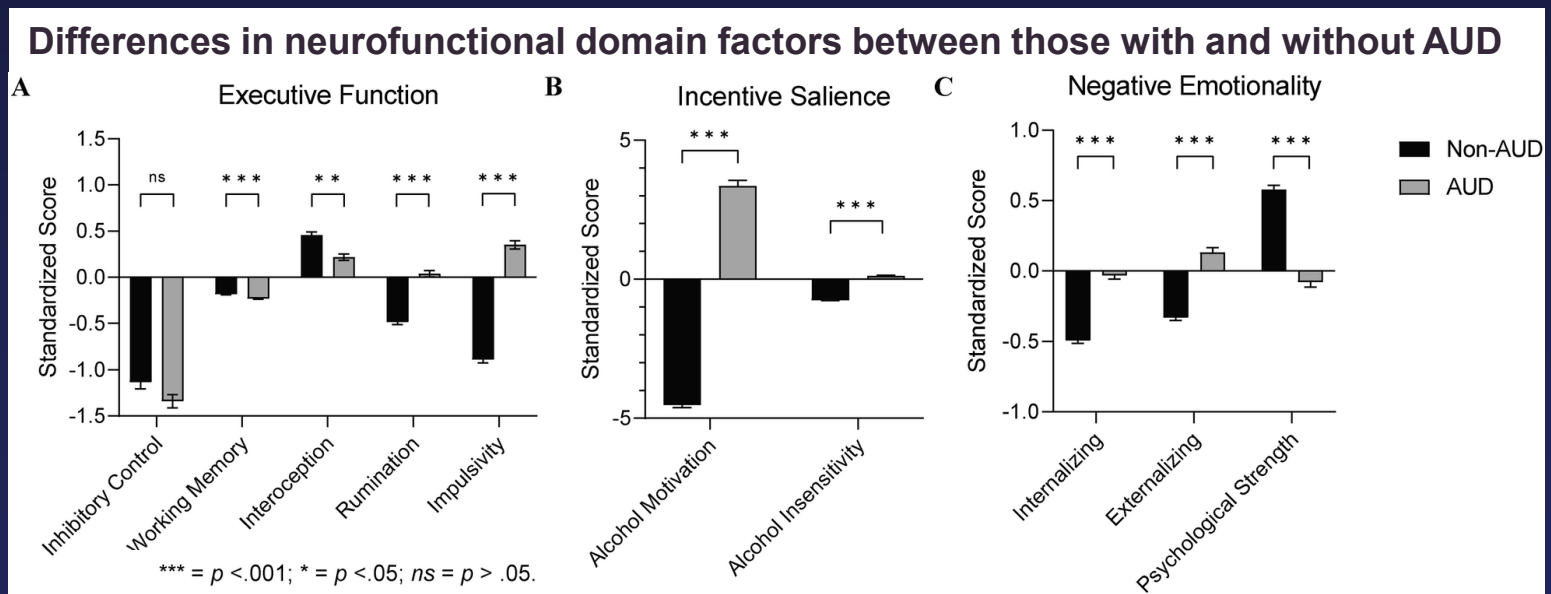 Differences in neurofunctional domain factors between those with and without AUD
A
Executive Function
Standardized Score
1.5
1.0
0.5
0.0
-0.5
-1.0
-1.5
ns
***
**
***
***
Inhibitory Control
Working Memory
Interoception
Rumination
Impulsivity
*** = p <.001; * = p <.05; ns = p > .05.
B
Incentive Salience
Standardized Score
5
0
-5
***
***
Alcohol Motivation
Alcohol Insensitivity
C
Negative Emotionality
Standardized Score
1.0
0.5
0.0
-0.5
-1.0
***
***
***
Internalizing
Externalizing
Psychological Strength
Non-AUD
AUD